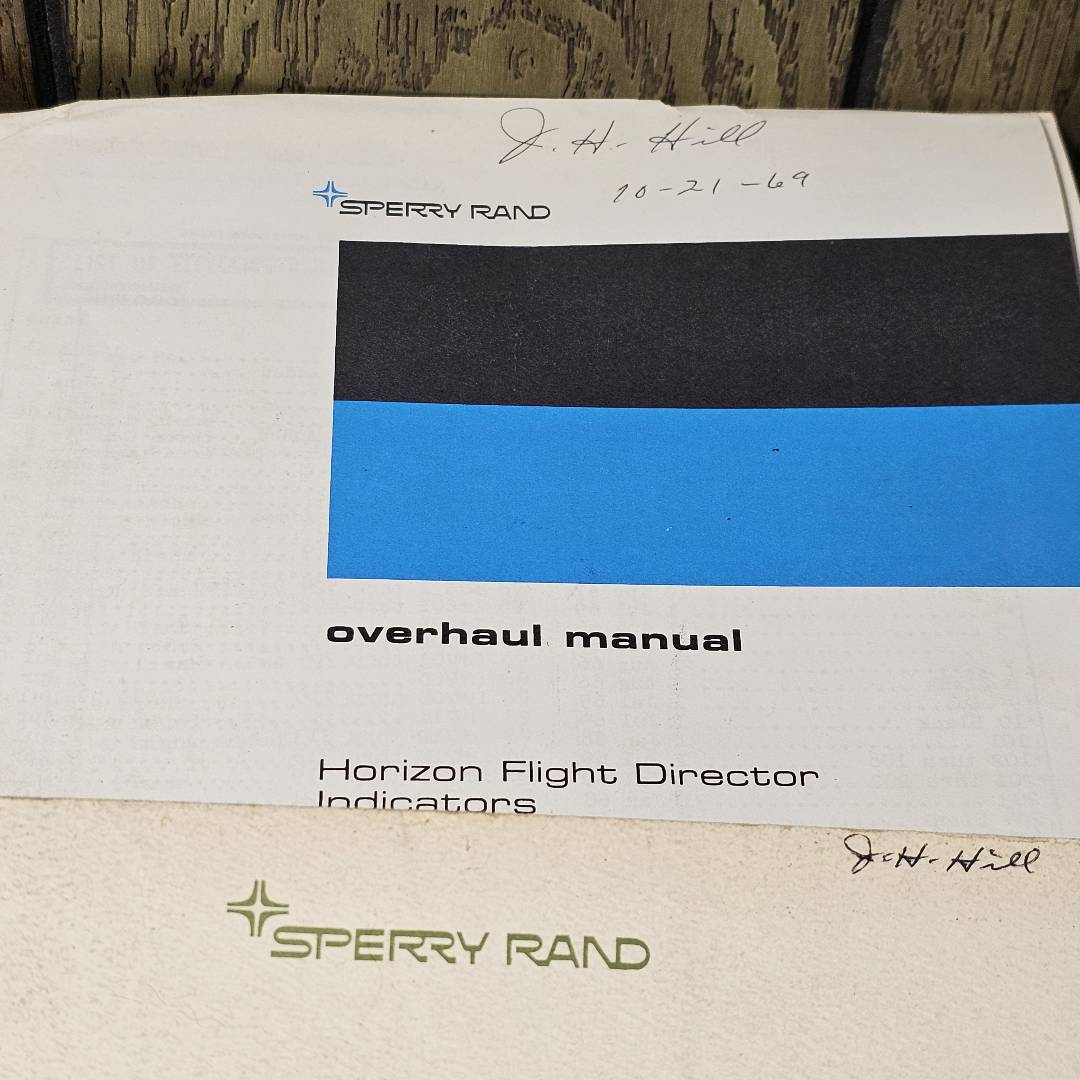 J. H. Hill
10-21-69
SPERRY RAND
overhaul manual
Horizon Flight Director
Indicators
J. H. Hill
SPERRY RAND